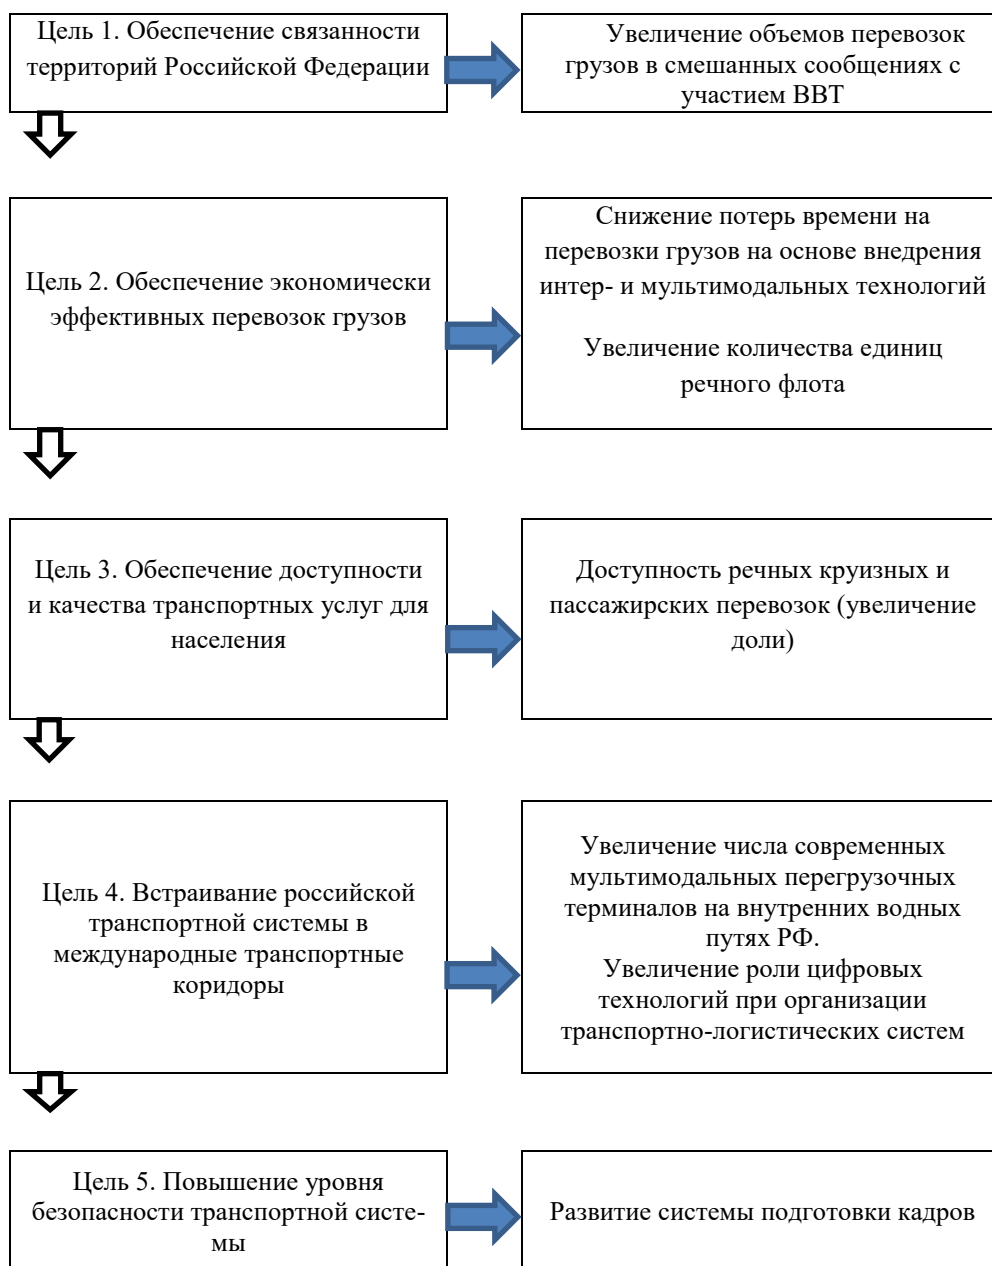 Цель 1. Обеспечение связанности
территорий Российской Федерации
Увеличение объемов перевозок
грузов в смешанных сообщениях с
участием ВВТ
Цель 2. Обеспечение экономически
эффективных перевозок грузов
Снижение потерь времени на
перевозки грузов на основе внедрения
интер- и мультимодальных технологий
Увеличение количества единиц
речного флота
Цель 3. Обеспечение доступности
и качества транспортных услуг для
населения
Доступность речных круизных и
пассажирских перевозок (увеличение
доли)
Цель 4. Встраивание российской
транспортной системы в
международные транспортные
коридоры
Увеличение числа современных
мультимодальных перегрузочных
терминалов на внутренних водных
путях РФ.
Увеличение роли цифровых
технологий при организации
транспортно-логистических систем
Цель 5. Повышение уровня
безопасности транспортной систе-
мы
Развитие системы подготовки кадров